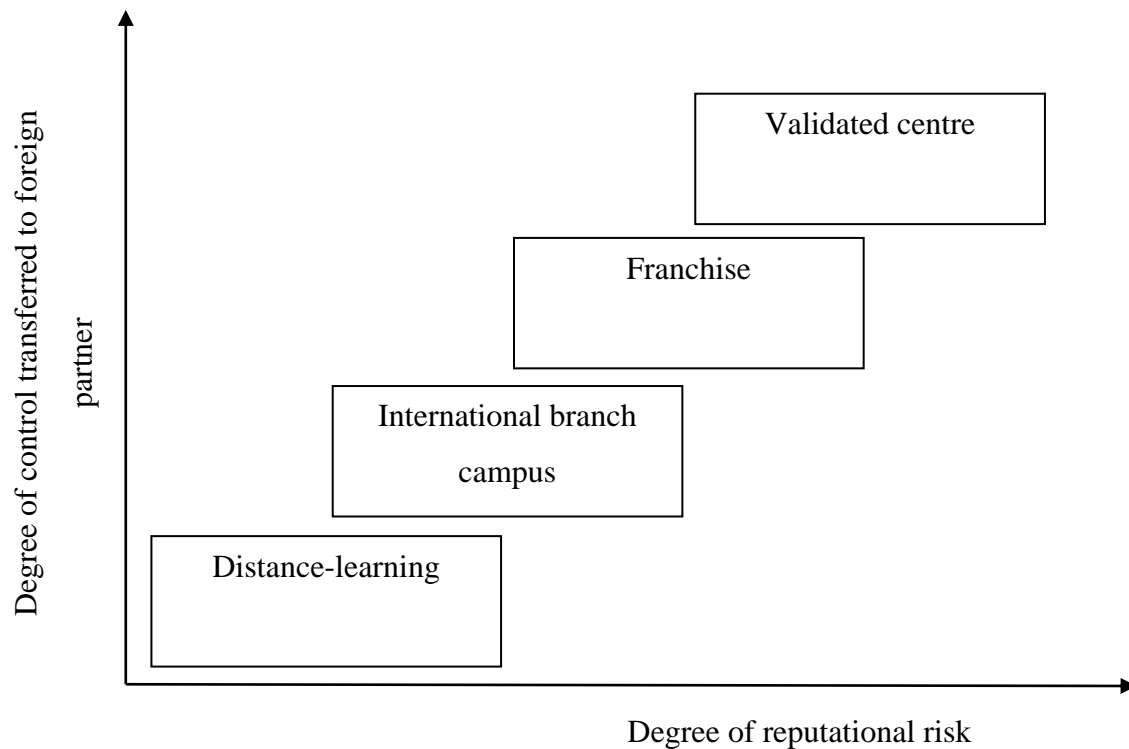 Degree of control transferred to foreign
partner
Validated centre
Franchise
International branch
campus
Distance-learning
Degree of reputational risk